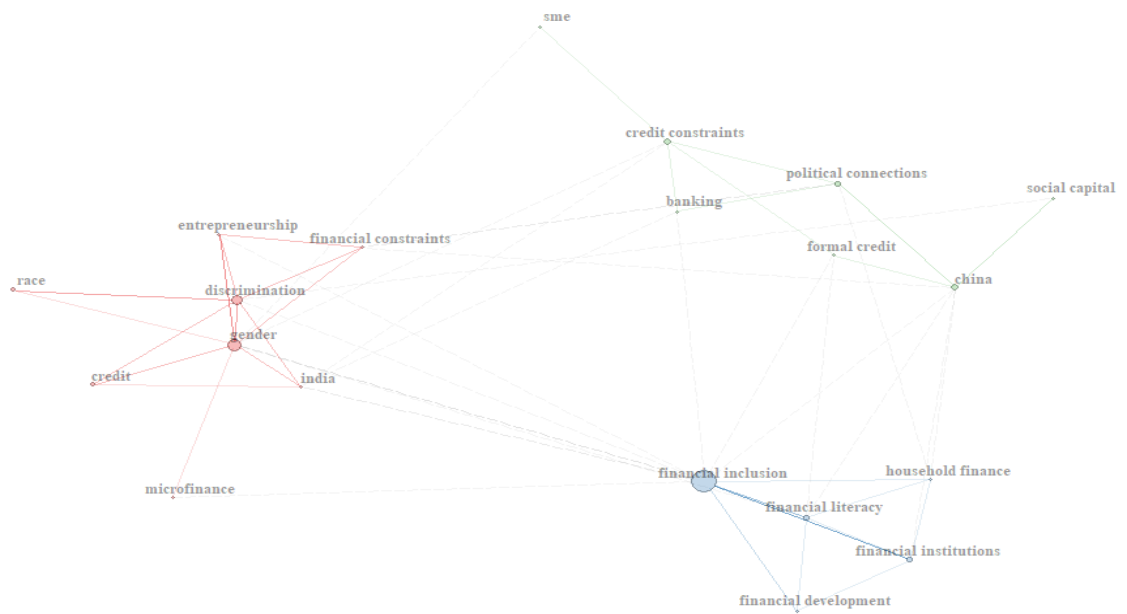 sme
credit constraints
political connections
social capital
banking
entrepreneurship
financial constraints
formal credit
race
discrimination
china
gender
credit
india
financial inclusion
household finance
microfinance
financial literacy
financial institutions
financial development